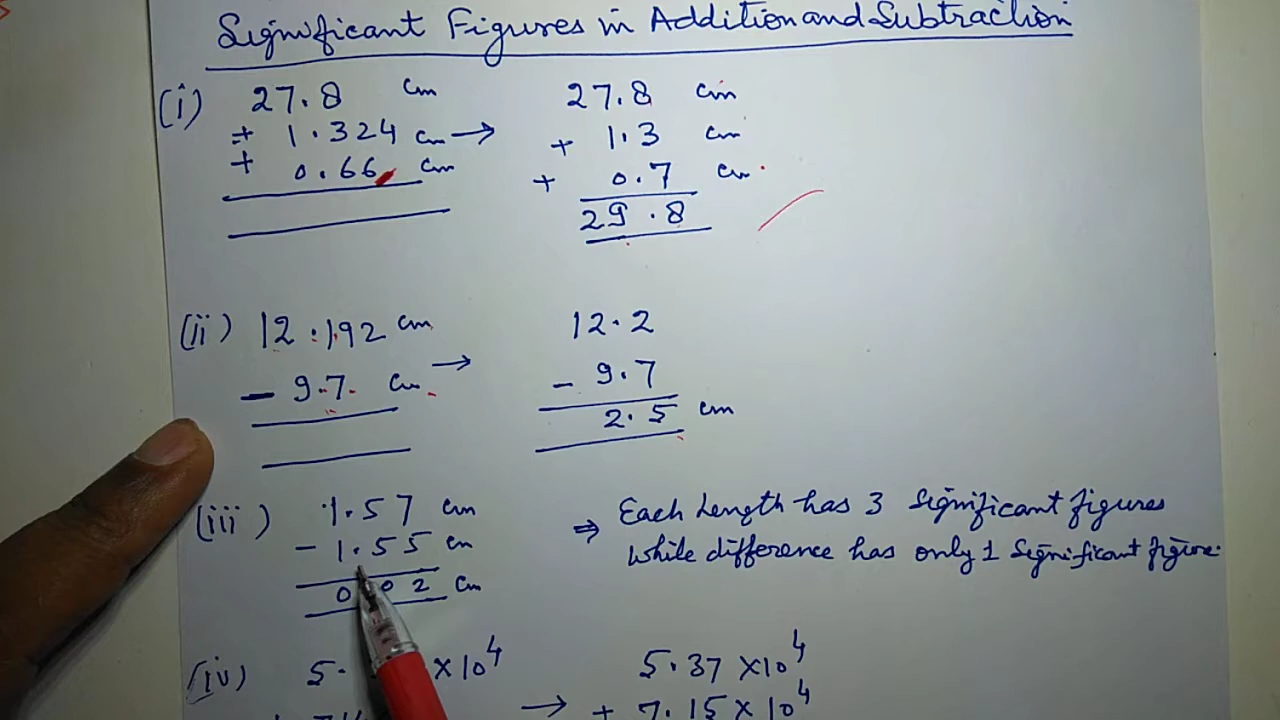 Significant Figures in Addition and Subtraction
(i) 27.8 cm 27.8 cm
+ 1.324 cm → + 1.3 cm
+ 0.66 cm + 0.7 cm
29.8
(ii) 12.192 cm 12.2
- 9.7 cm → - 9.7
2.5 cm
(iii) 1.57 cm ⇒ Each Length has 3 significant figures
- 1.55 cm while difference has only 1 significant figure.
0 02 cm
(iv) 5. ×10⁴ 5.37 ×10⁴
→ + 7.15 ×10⁴